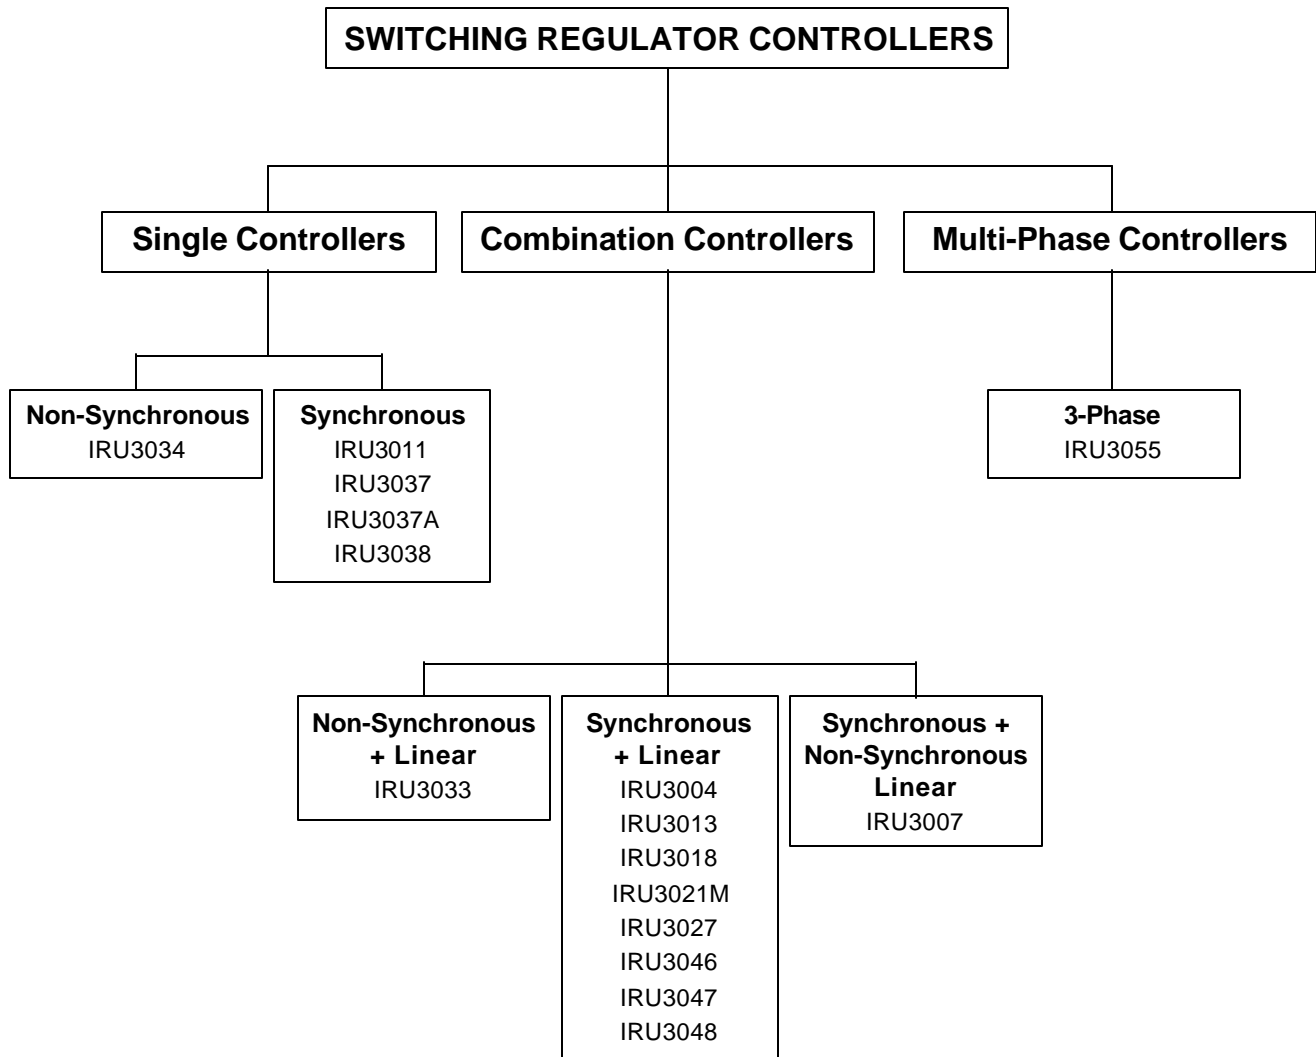 SWITCHING REGULATOR CONTROLLERS
Single Controllers
Combination Controllers
Multi-Phase Controllers
Non-Synchronous
IRU3034
Synchronous
IRU3011
IRU3037
IRU3037A
IRU3038
3-Phase
IRU3055
Non-Synchronous
+ Linear
IRU3033
Synchronous
+ Linear
IRU3004
IRU3013
IRU3018
IRU3021M
IRU3027
IRU3046
IRU3047
IRU3048
Synchronous +
Non-Synchronous
Linear
IRU3007